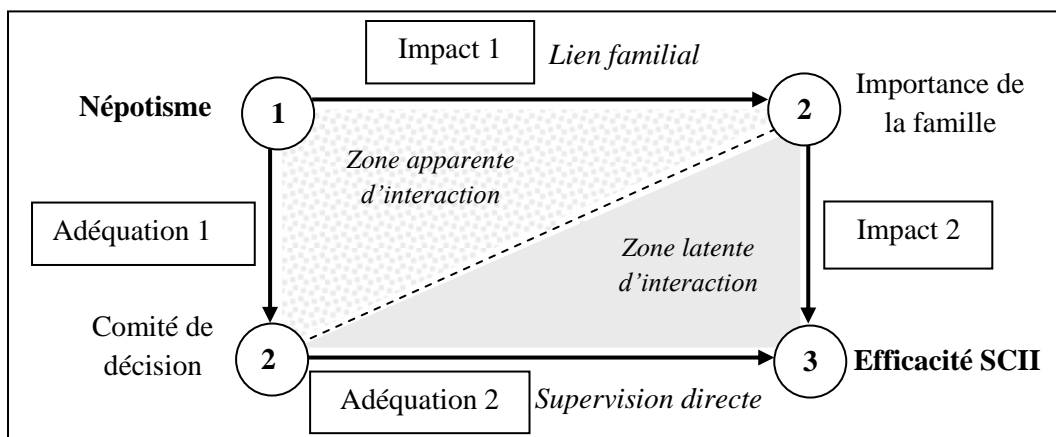 Impact 1
Lien familial
Népotisme
1
2
Importance de
la famille
Zone apparente
d’interaction
Adéquation 1
Zone latente
d’interaction
Impact 2
Comité de
décision
2
3
Efficacité SCII
Adéquation 2
Supervision directe